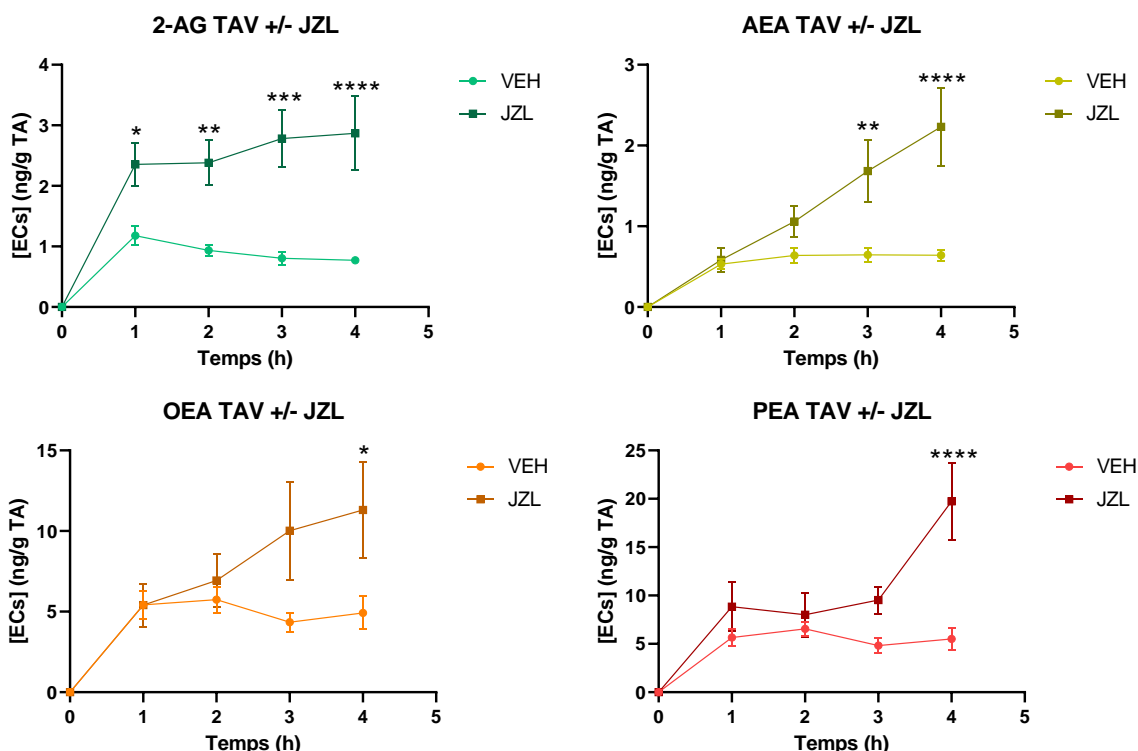 2-AG TAV +/- JZL
[ECs] (ng/g TA)
4
3
2
1
0
* ** *** ****
0 1 2 3 4 5
Temps (h)
VEH
JZL
AEA TAV +/- JZL
[ECs] (ng/g TA)
3
2
1
0
** ****
0 1 2 3 4 5
Temps (h)
VEH
JZL
OEA TAV +/- JZL
[ECs] (ng/g TA)
15
10
5
0
*
0 1 2 3 4 5
Temps (h)
VEH
JZL
PEA TAV +/- JZL
[ECs] (ng/g TA)
25
20
15
10
5
0
****
0 1 2 3 4 5
Temps (h)
VEH
JZL